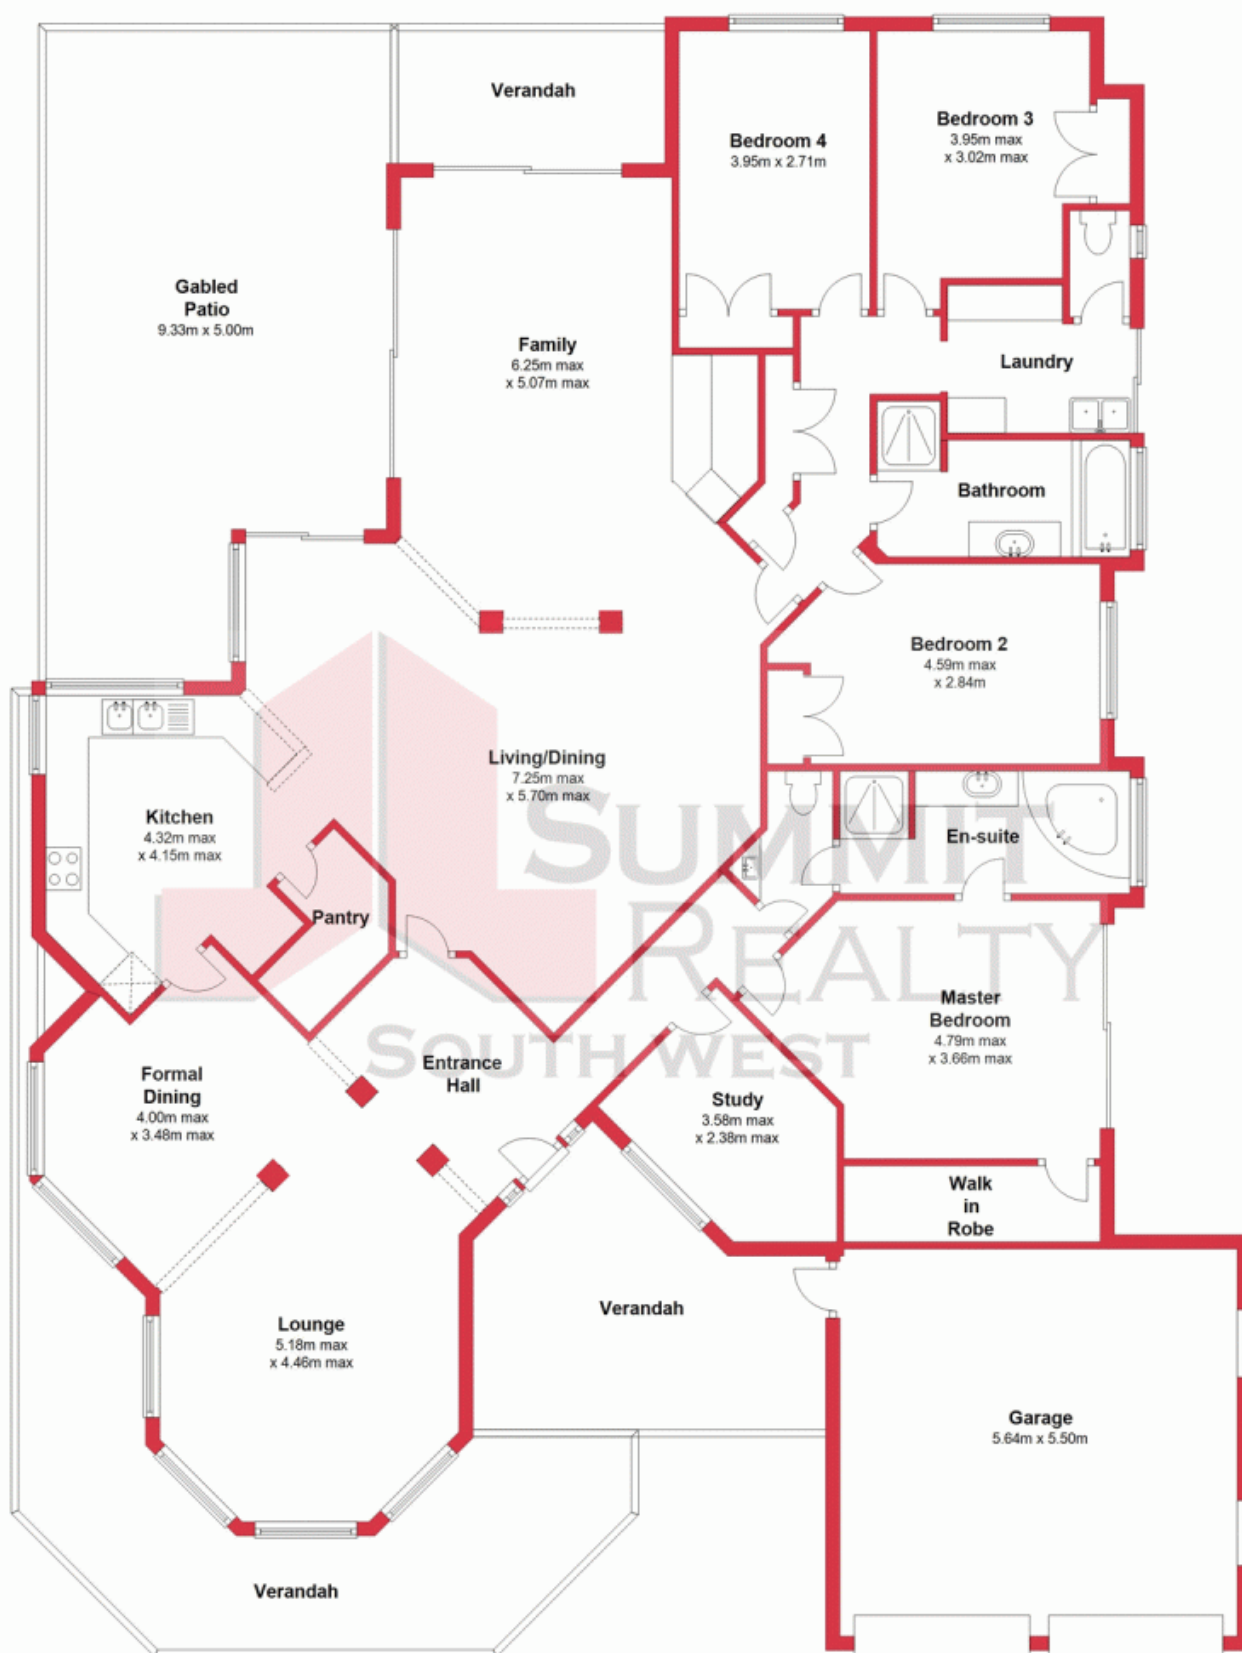 Verandah
Bedroom 4
3.95m x 2.71m
Bedroom 3
3.95m max
x 3.02m max
Gabled
Patio
9.33m x 5.00m
Family
6.25m max
x 5.07m max
Laundry
Bathroom
Bedroom 2
4.59m max
x 2.84m
Living/Dining
7.25m max
x 5.70m max
Kitchen
4.32m max
x 4.15m max
SUMMIT
REALTY
SOUTH WEST
En-suite
Pantry
Master
Bedroom
4.79m max
x 3.66m max
Entrance
Hall
Formal
Dining
4.00m max
x 3.48m max
Study
3.58m max
x 2.38m max
Walk
in
Robe
Verandah
Lounge
5.18m max
x 4.46m max
Garage
5.64m x 5.50m
Verandah